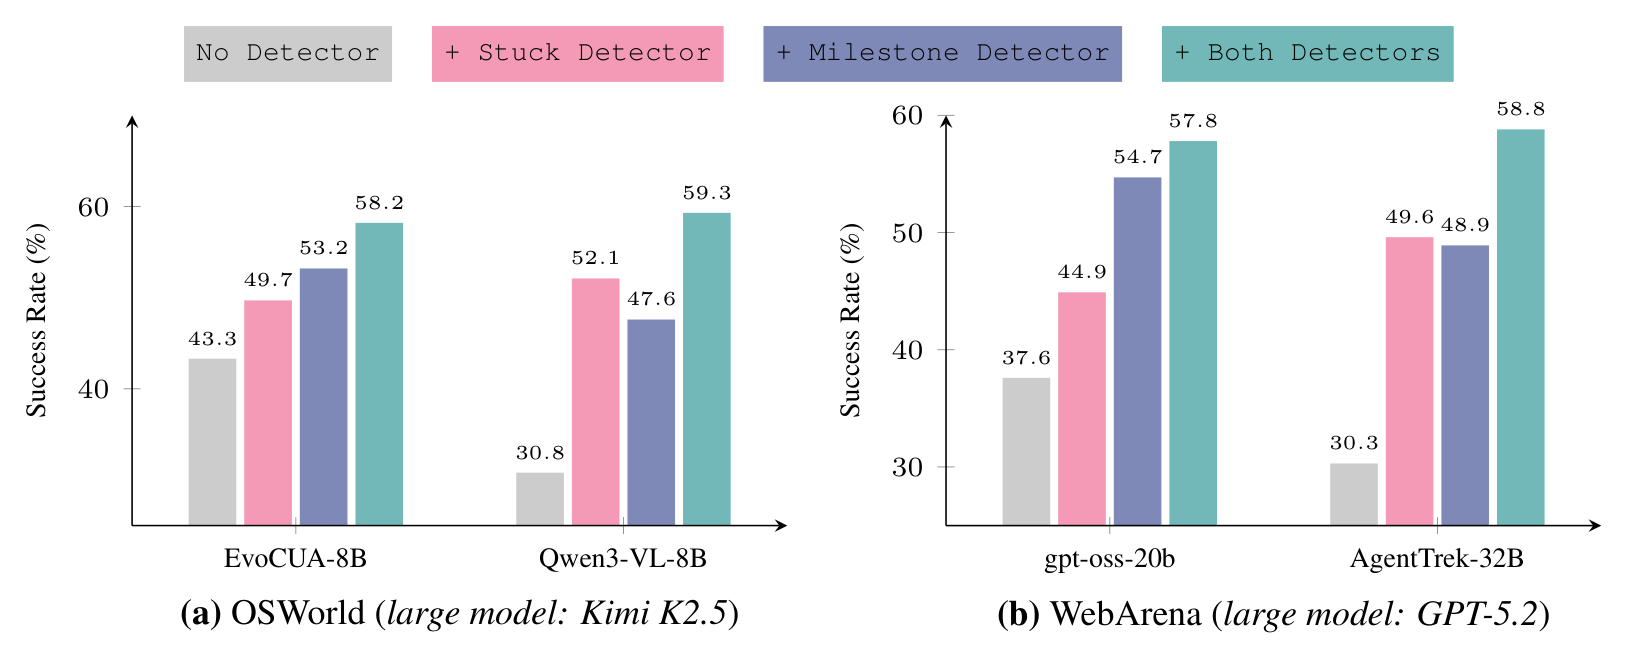 No Detector
+ Stuck Detector
+ Milestone Detector
+ Both Detectors
Success Rate (%)
60
40
43.3
49.7
53.2
58.2
30.8
52.1
47.6
59.3
EvoCUA-8B
Qwen3-VL-8B
(a) OSWorld (large model: Kimi K2.5)
Success Rate (%)
60
50
40
30
37.6
44.9
54.7
57.8
30.3
49.6
48.9
58.8
gpt-oss-20b
AgentTrek-32B
(b) WebArena (large model: GPT-5.2)